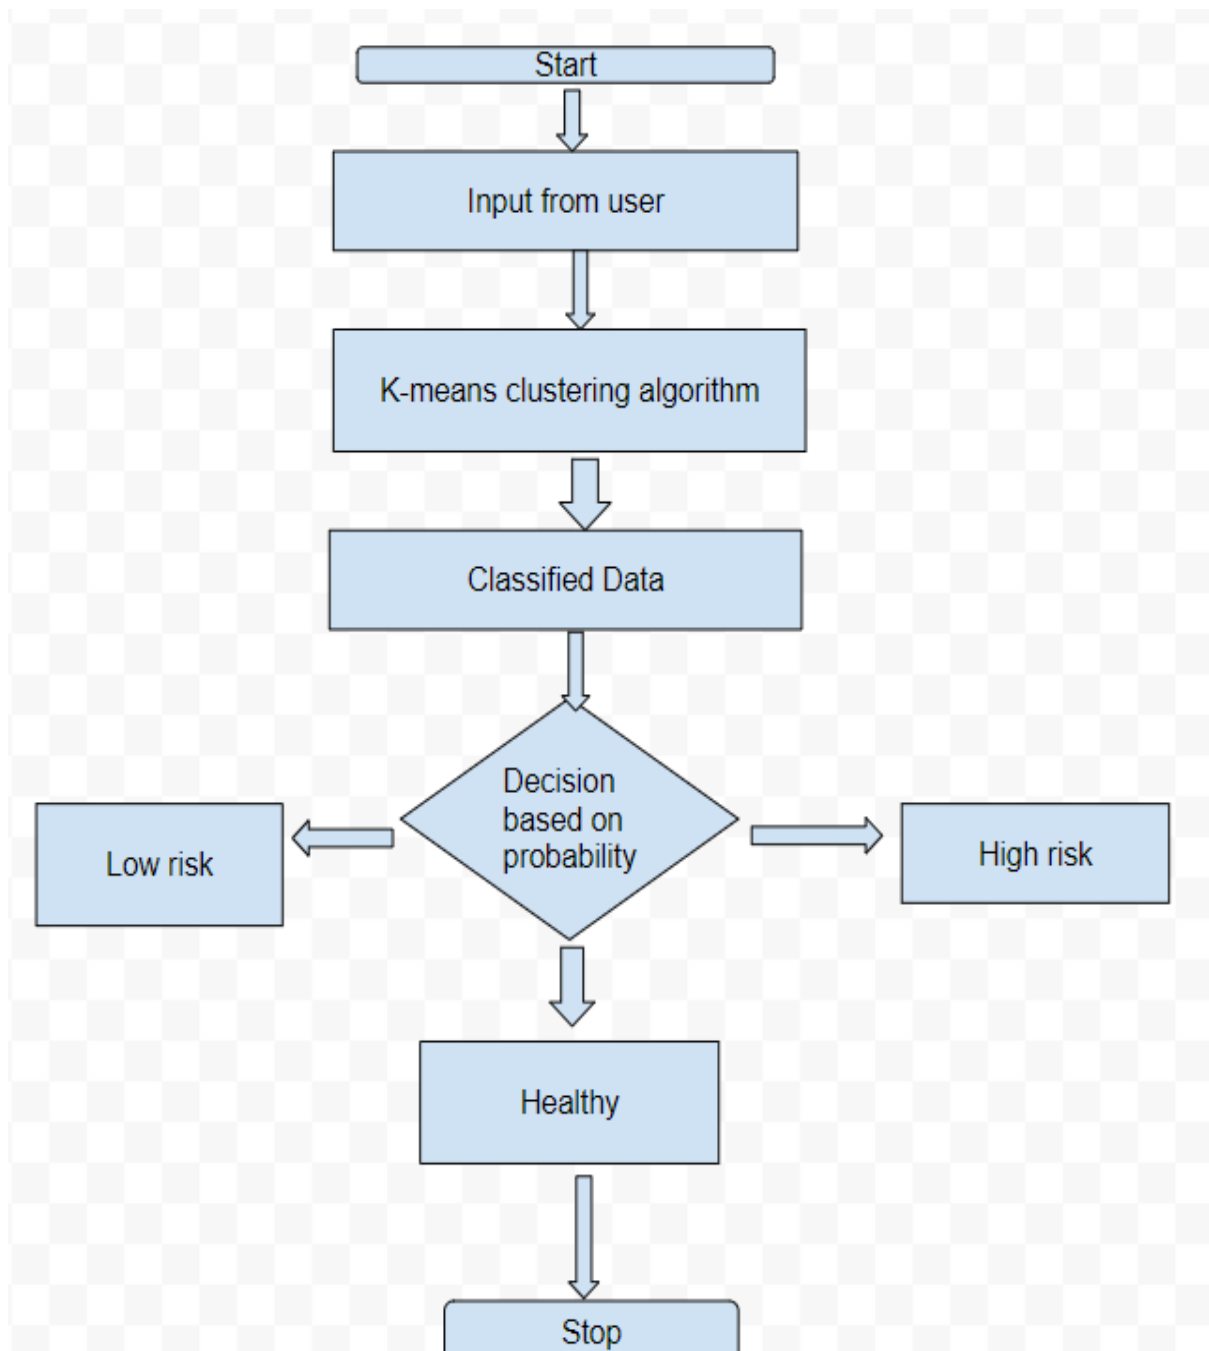 Start
Input from user
K-means clustering algorithm
Classified Data
Decision
based on
probability
Low risk
High risk
Healthy
Stop